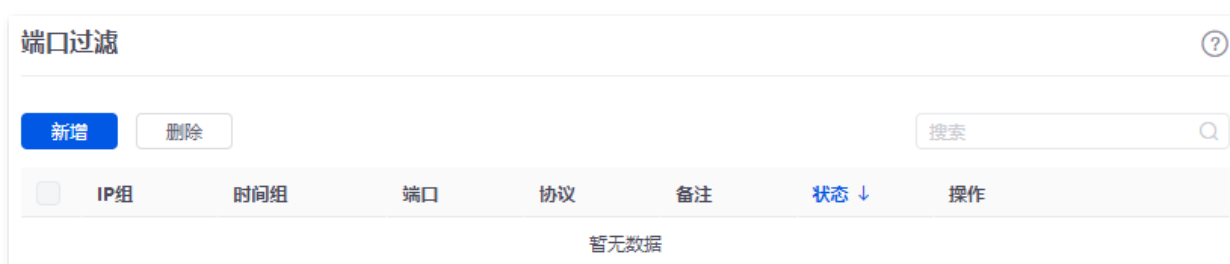 端口过滤
新增 删除 搜索
IP组 时间组 端口 协议 备注 状态 ↓ 操作
暂无数据